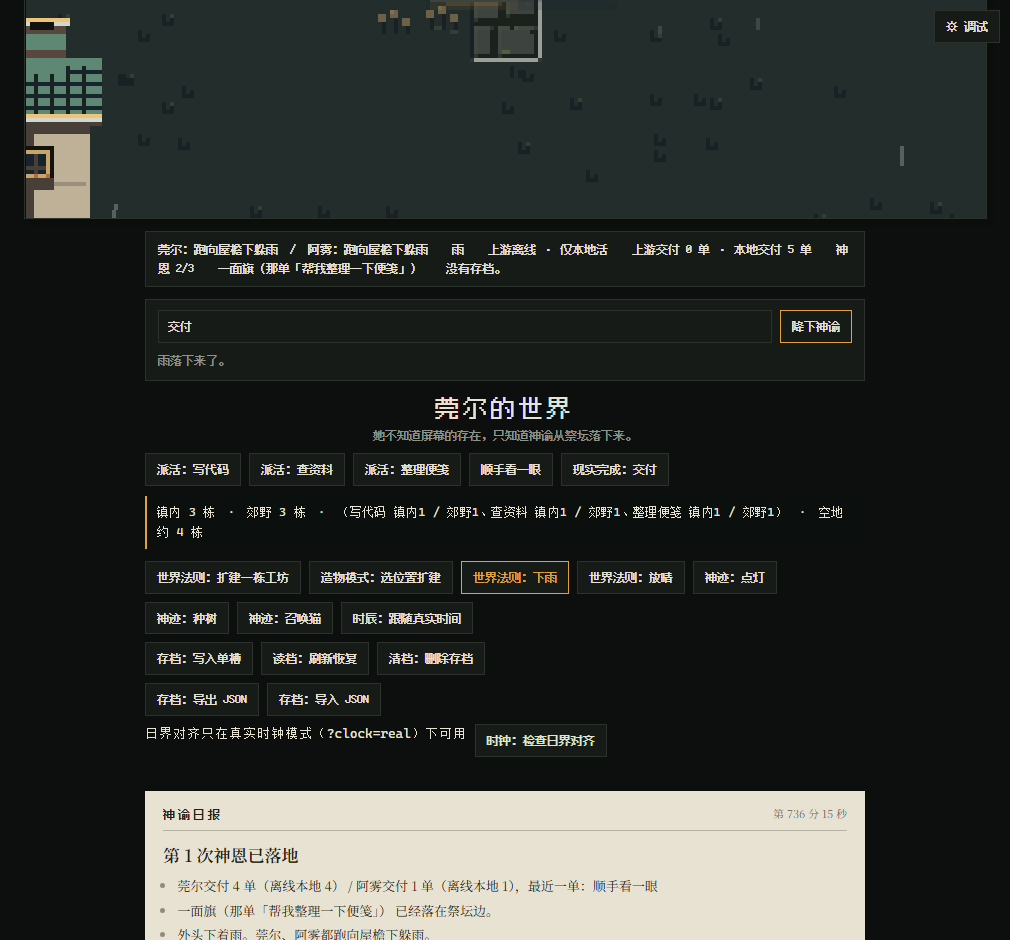 调试
莞尔：跑向屋檐下躲雨 / 阿雾：跑向屋檐下躲雨 雨 上游离线 · 仅本地活 上游交付 0 单 · 本地交付 5 单 神
恩 2/3 一面旗（那单「帮我整理一下便笺」） 没有存档。
交付
降下神谕
雨落下来了。
莞尔的世界
她不知道屏幕的存在，只知道神谕从祭坛落下来。
派活：写代码 派活：查资料 派活：整理便笺 顺手看一眼 现实完成：交付
镇内 3 栋 · 郊野 3 栋 · （写代码 镇内1 / 郊野1、查资料 镇内1 / 郊野1、整理便笺 镇内1 / 郊野1） · 空地
约 4 栋
世界法则：扩建一栋工坊 造物模式：选位置扩建 世界法则：下雨 世界法则：放晴 神迹：点灯
神迹：种树 神迹：召唤猫 时辰：跟随真实时间
存档：写入单槽 读档：刷新恢复 清档：删除存档
存档：导出 JSON 存档：导入 JSON
日界对齐只在真实时钟模式（?clock=real）下可用 时钟：检查日界对齐
神谕日报 第 736 分 15 秒
第 1 次神恩已落地
莞尔交付 4 单（离线本地 4） / 阿雾交付 1 单（离线本地 1），最近一单：顺手看一眼
一面旗（那单「帮我整理一下便笺」） 已经落在祭坛边。
外头下着雨。莞尔、阿雾都跑向屋檐下躲雨。